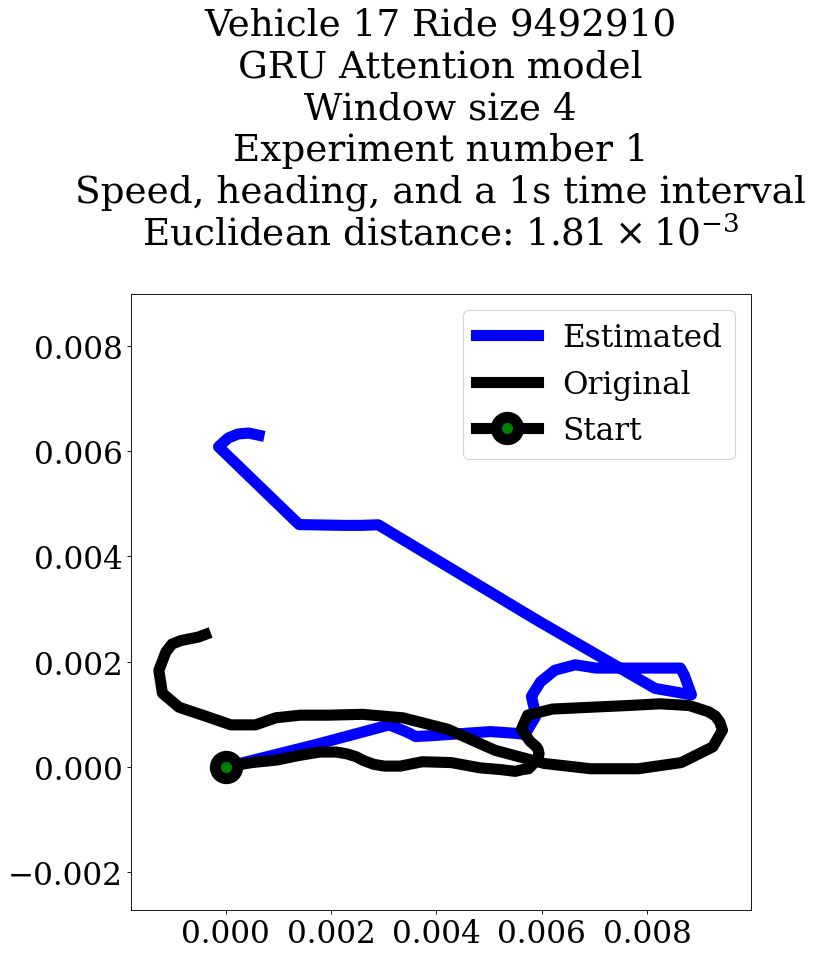 Vehicle 17 Ride 9492910
GRU Attention model
Window size 4
Experiment number 1
Speed, heading, and a 1s time interval
Euclidean distance: 1.81 × 10⁻³
Estimated
Original
Start
0.008
0.006
0.004
0.002
0.000
−0.002
0.000 0.002 0.004 0.006 0.008